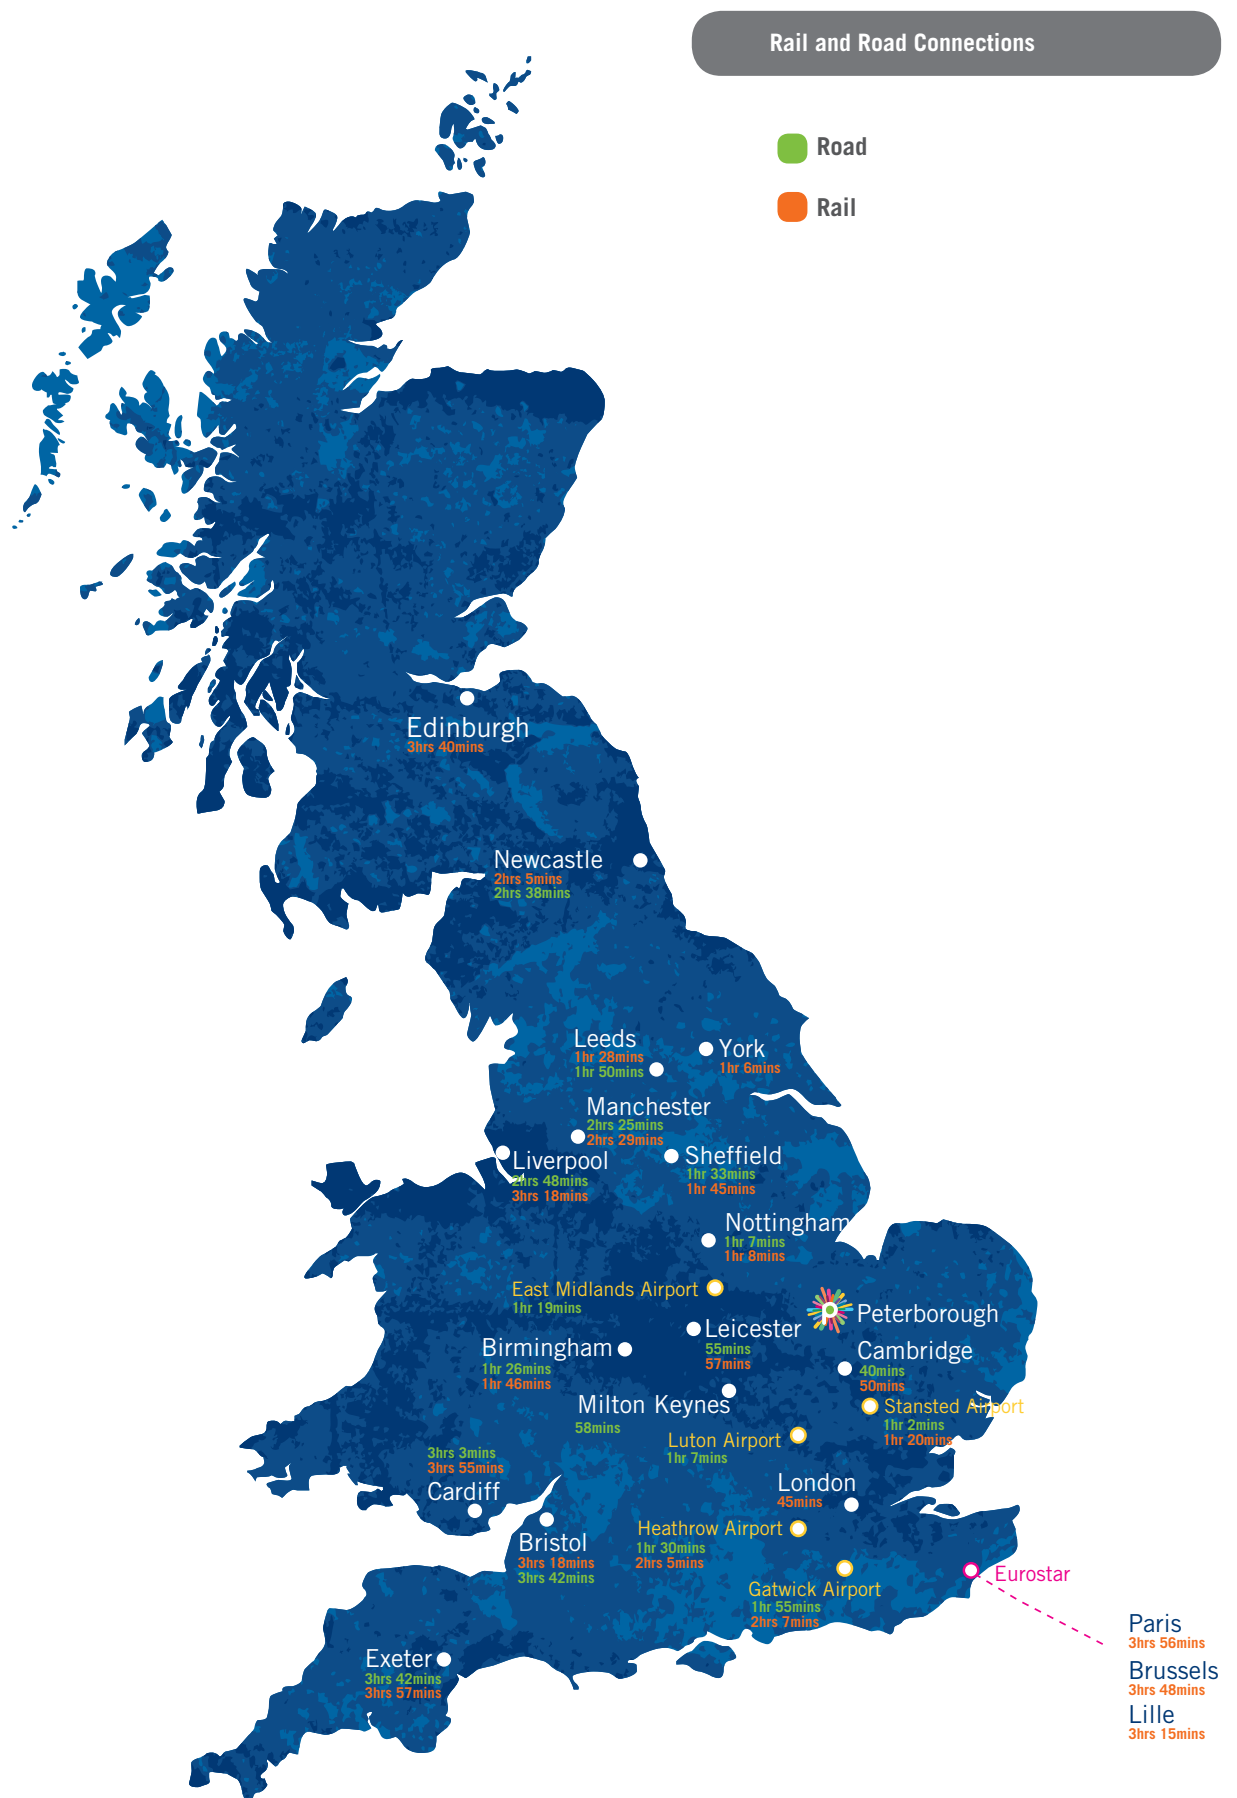 Rail and Road Connections
Road
Rail
Edinburgh
3hrs 40mins
Newcastle
2hrs 5mins
2hrs 38mins
Leeds
1hr 28mins
1hr 50mins
York
1hr 6mins
Manchester
2hrs 25mins
2hrs 29mins
Liverpool
2hrs 48mins
3hrs 18mins
Sheffield
1hr 33mins
1hr 45mins
Nottingham
1hr 7mins
1hr 8mins
East Midlands Airport
1hr 19mins
Peterborough
Leicester
55mins
57mins
Birmingham
1hr 26mins
1hr 46mins
Cambridge
40mins
50mins
Milton Keynes
58mins
Stansted Airport
1hr 2mins
1hr 20mins
Luton Airport
1hr 7mins
3hrs 3mins
3hrs 55mins
Cardiff
London
45mins
Bristol
3hrs 18mins
3hrs 42mins
Heathrow Airport
1hr 30mins
2hrs 5mins
Gatwick Airport
1hr 55mins
2hrs 7mins
Eurostar
Exeter
3hrs 42mins
3hrs 57mins
Paris
3hrs 56mins
Brussels
3hrs 48mins
Lille
3hrs 15mins